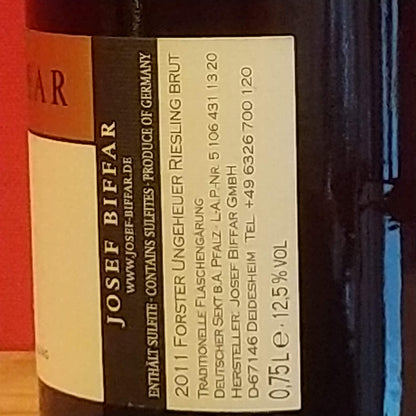 FAR
JOSEF BIFFAR
WWW.JOSEF-BIFFAR.DE
ENTHÄLT SULFITE · CONTAINS SULFITES · PRODUCE OF GERMANY
2011 FORSTER UNGEHEUER RIESLING BRUT
TRADITIONELLE FLASCHENGÄRUNG
DEUTSCHER SEKT B.A. PFALZ · L.A.P.-NR. 5 106 431 13 20
HERSTELLER: JOSEF BIFFAR GMBH
D-67146 DEIDESHEIM TEL +49 6326 700 120
0,75 L e · 12,5 % VOL